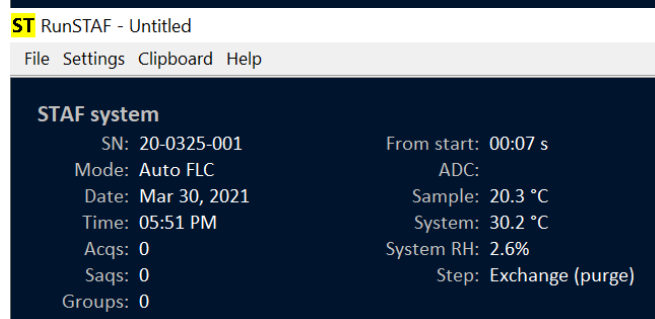 ST RunSTAF - Untitled
File Settings Clipboard Help
STAF system
SN: 20-0325-001 From start: 00:07 s
Mode: Auto FLC ADC:
Date: Mar 30, 2021 Sample: 20.3 °C
Time: 05:51 PM System: 30.2 °C
Acqs: 0 System RH: 2.6%
Saqs: 0 Step: Exchange (purge)
Groups: 0